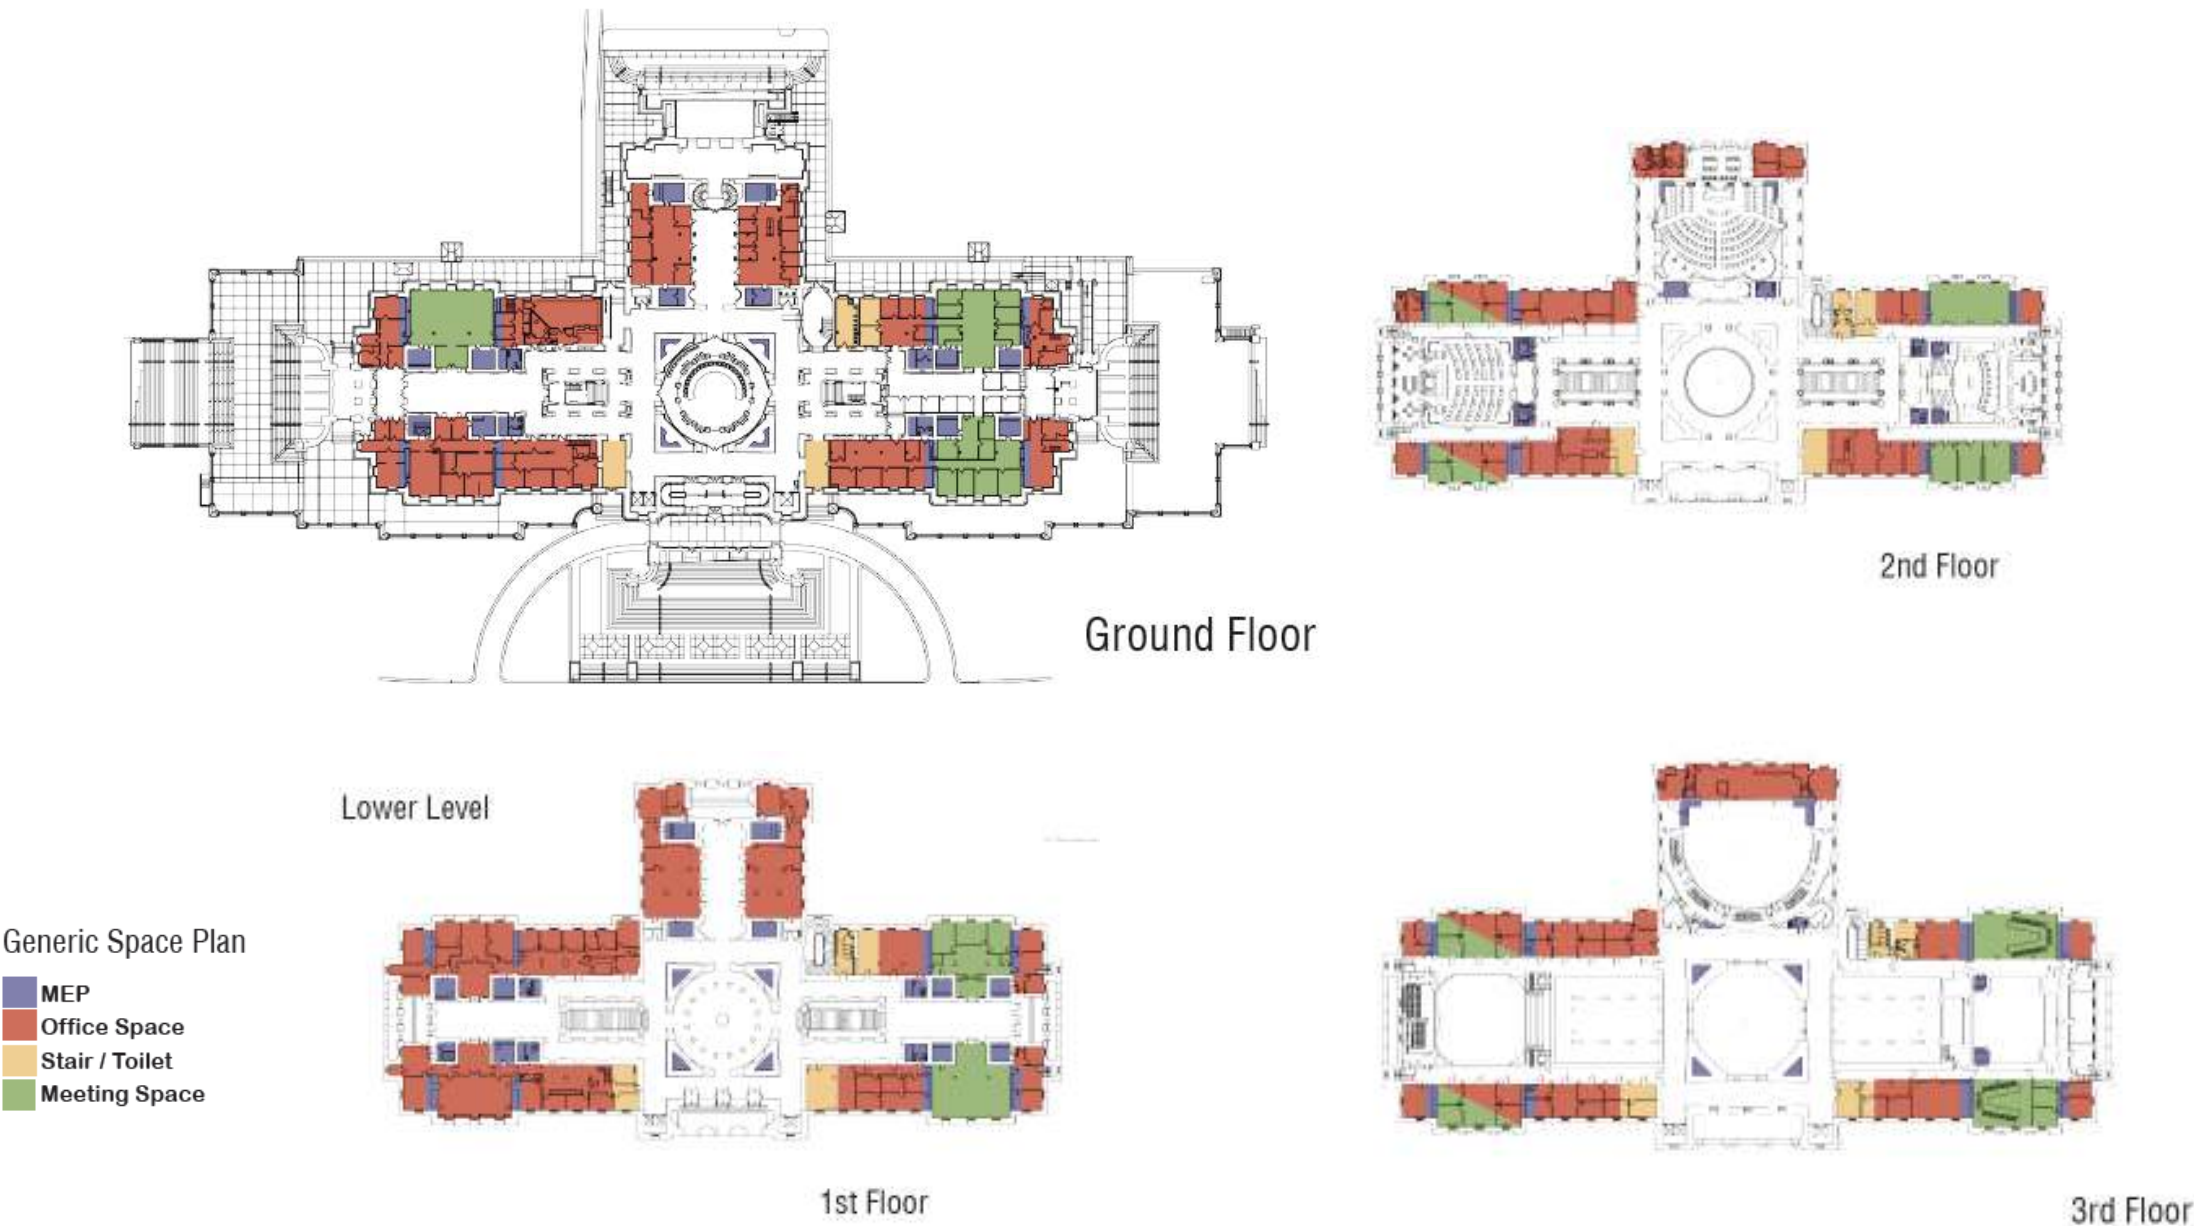 2nd Floor
Ground Floor
Lower Level
Generic Space Plan
MEP
Office Space
Stair / Toilet
Meeting Space
1st Floor
3rd Floor